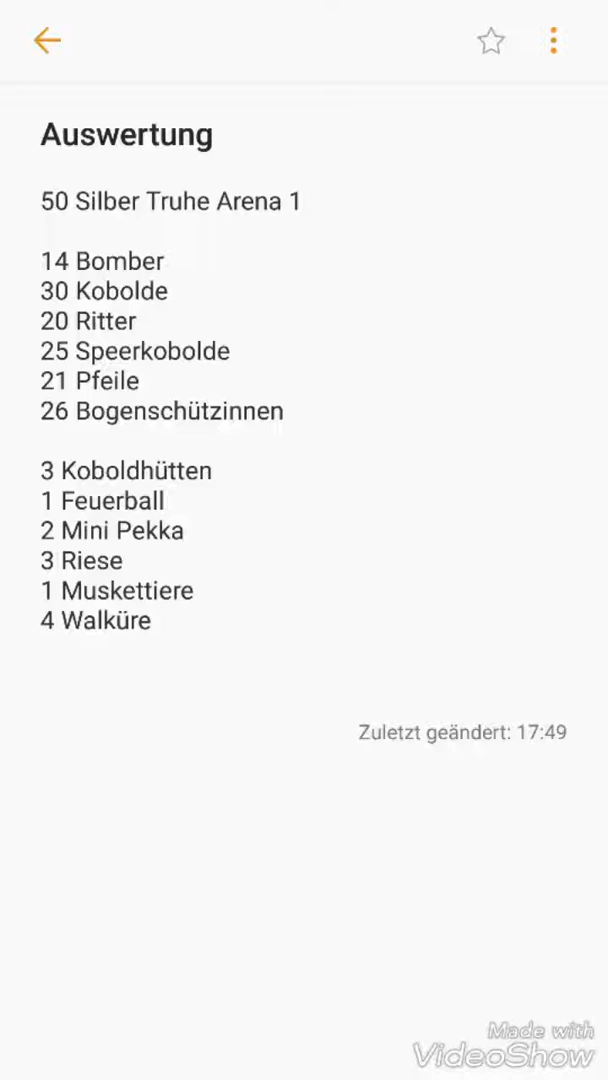 Auswertung
50 Silber Truhe Arena 1
14 Bomber
30 Kobolde
20 Ritter
25 Speerkobolde
21 Pfeile
26 Bogenschützinnen
3 Koboldhütten
1 Feuerball
2 Mini Pekka
3 Riese
1 Muskettiere
4 Walküre
Zuletzt geändert: 17:49
Made with
VideoShow